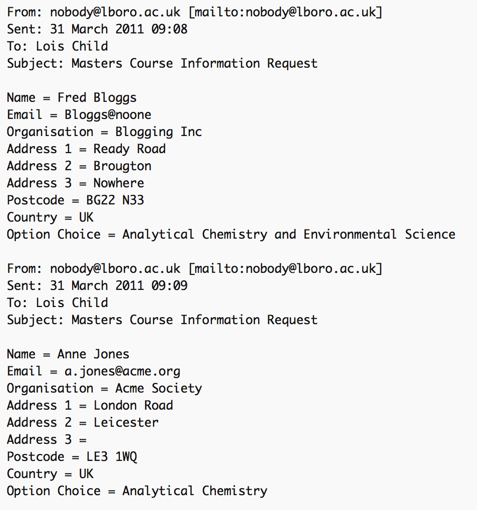 From: nobody@lboro.ac.uk [mailto:nobody@lboro.ac.uk]
Sent: 31 March 2011 09:08
To: Lois Child
Subject: Masters Course Information Request

Name = Fred Bloggs
Email = Bloggs@noone
Organisation = Blogging Inc
Address 1 = Ready Road
Address 2 = Brougton
Address 3 = Nowhere
Postcode = BG22 N33
Country = UK
Option Choice = Analytical Chemistry and Environmental Science

From: nobody@lboro.ac.uk [mailto:nobody@lboro.ac.uk]
Sent: 31 March 2011 09:09
To: Lois Child
Subject: Masters Course Information Request

Name = Anne Jones
Email = a.jones@acme.org
Organisation = Acme Society
Address 1 = London Road
Address 2 = Leicester
Address 3 =
Postcode = LE3 1WQ
Country = UK
Option Choice = Analytical Chemistry